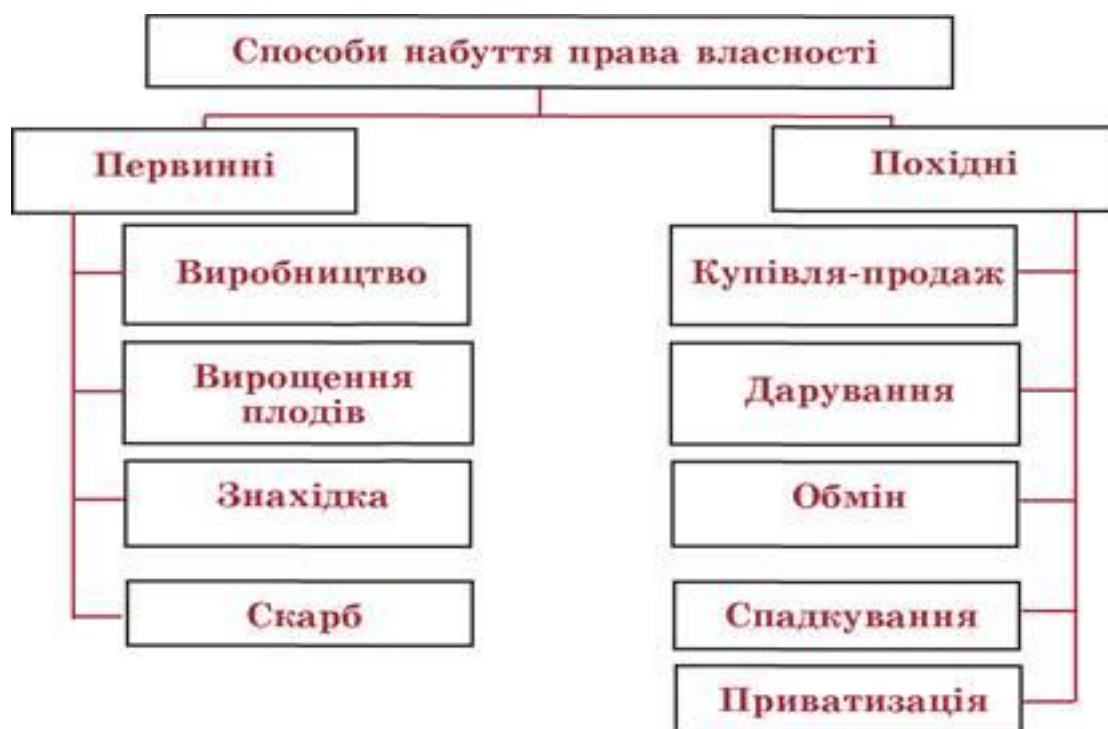 Способи набуття права власності
Первинні
Похідні
Виробництво
Вирощення
плодів
Знахідка
Скарб
Купівля-продаж
Дарування
Обмін
Спадкування
Приватизація